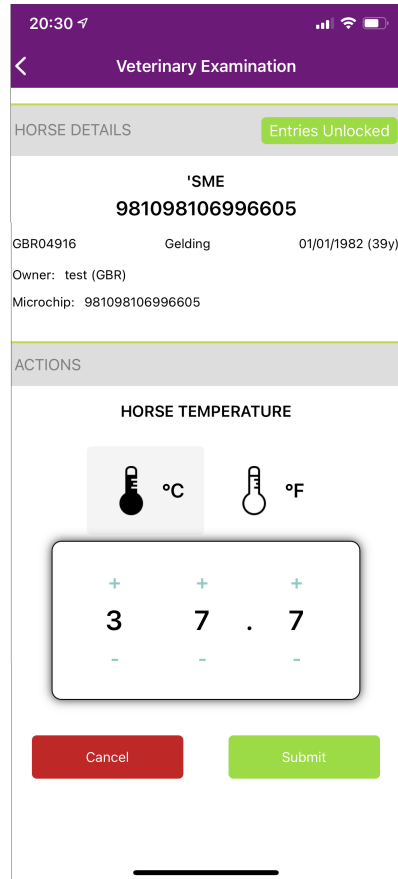 20:30
Veterinary Examination
HORSE DETAILS
Entries Unlocked
'SME
981098106996605
GBR04916 Gelding 01/01/1982 (39y)
Owner: test (GBR)
Microchip: 981098106996605
ACTIONS
HORSE TEMPERATURE
°C °F
+ + +
3 7 . 7
- - -
Cancel Submit